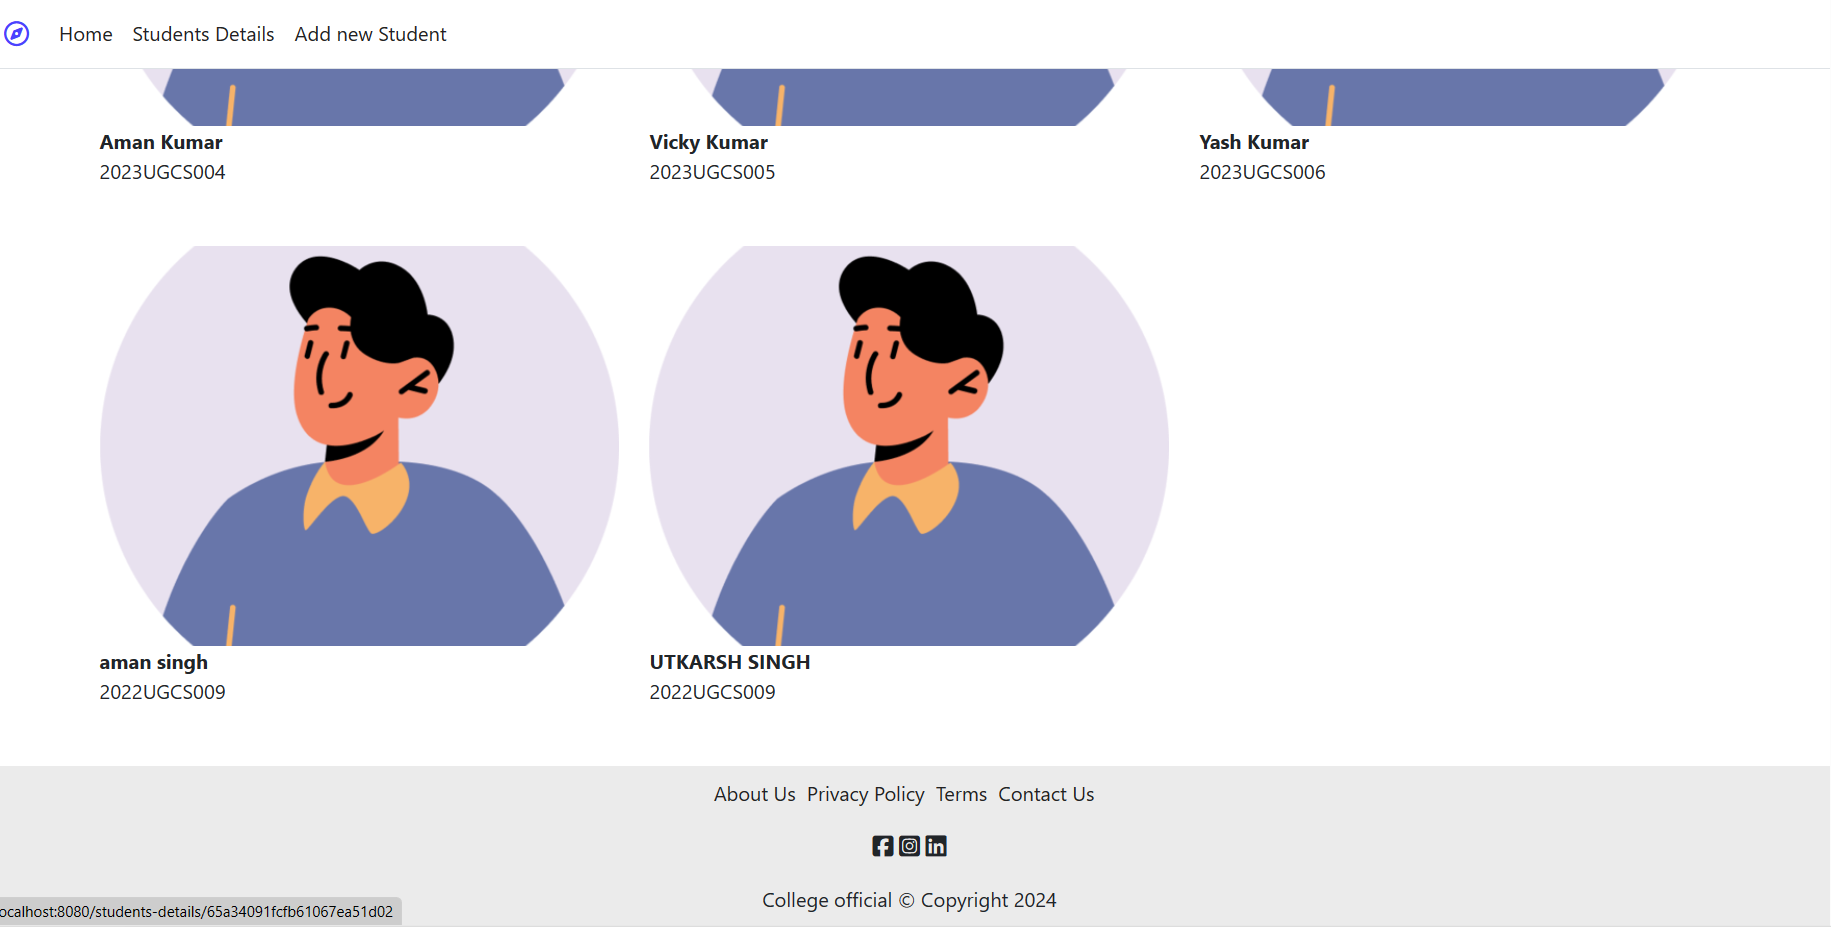 Home Students Details Add new Student
Aman Kumar
2023UGCS004
Vicky Kumar
2023UGCS005
Yash Kumar
2023UGCS006
aman singh
2022UGCS009
UTKARSH SINGH
2022UGCS009
About Us Privacy Policy Terms Contact Us
College official © Copyright 2024
ocalhost:8080/students-details/65a34091fcfb61067ea51d02